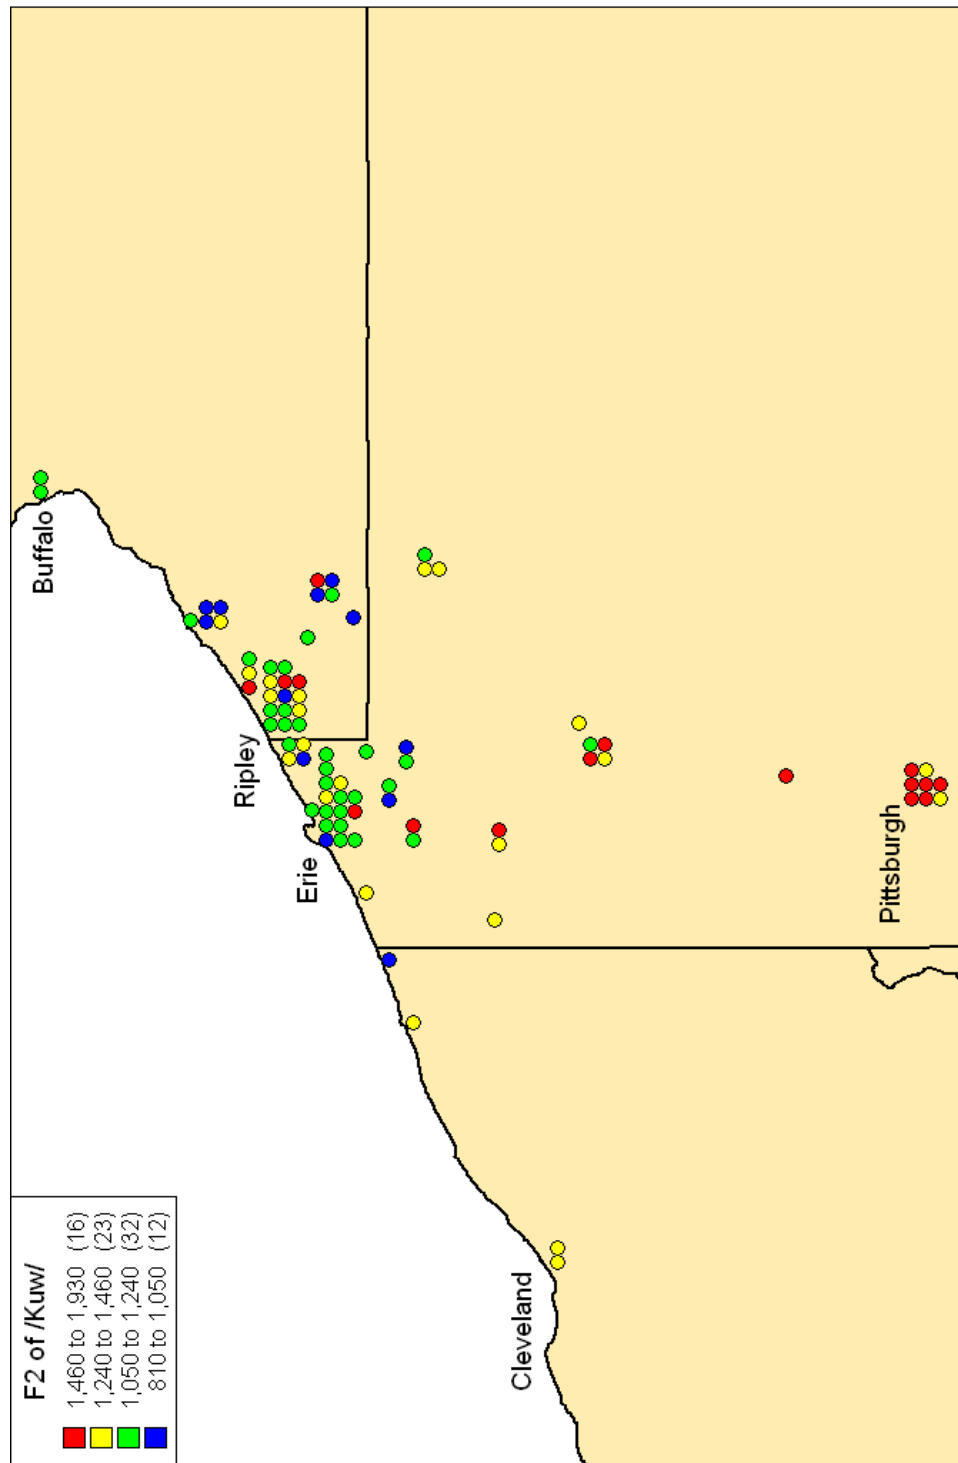 F2 of /Kuw/
1,460 to 1,930 (16)
1,240 to 1,460 (23)
1,050 to 1,240 (32)
810 to 1,050 (12)
Cleveland
Erie
Ripley
Buffalo
Pittsburgh